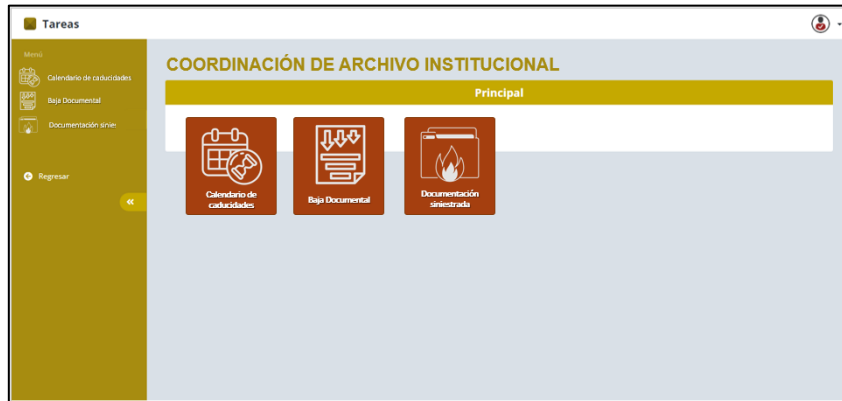 Tareas
Menú
Calendario de caducidades
Baja Documental
Documentación sinies
Regresar
COORDINACIÓN DE ARCHIVO INSTITUCIONAL
Principal
Calendario de
caducidades
Baja Documental
Documentación
siniestrada